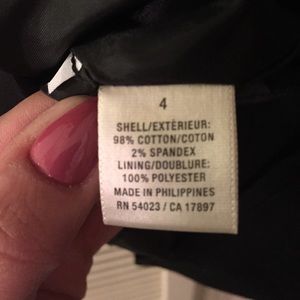 4
SHELL/EXTÉRIEUR:
98% COTTON/COTON
2% SPANDEX
LINING/DOUBLURE:
100% POLYESTER
MADE IN PHILIPPINES
RN 54023 / CA 17897